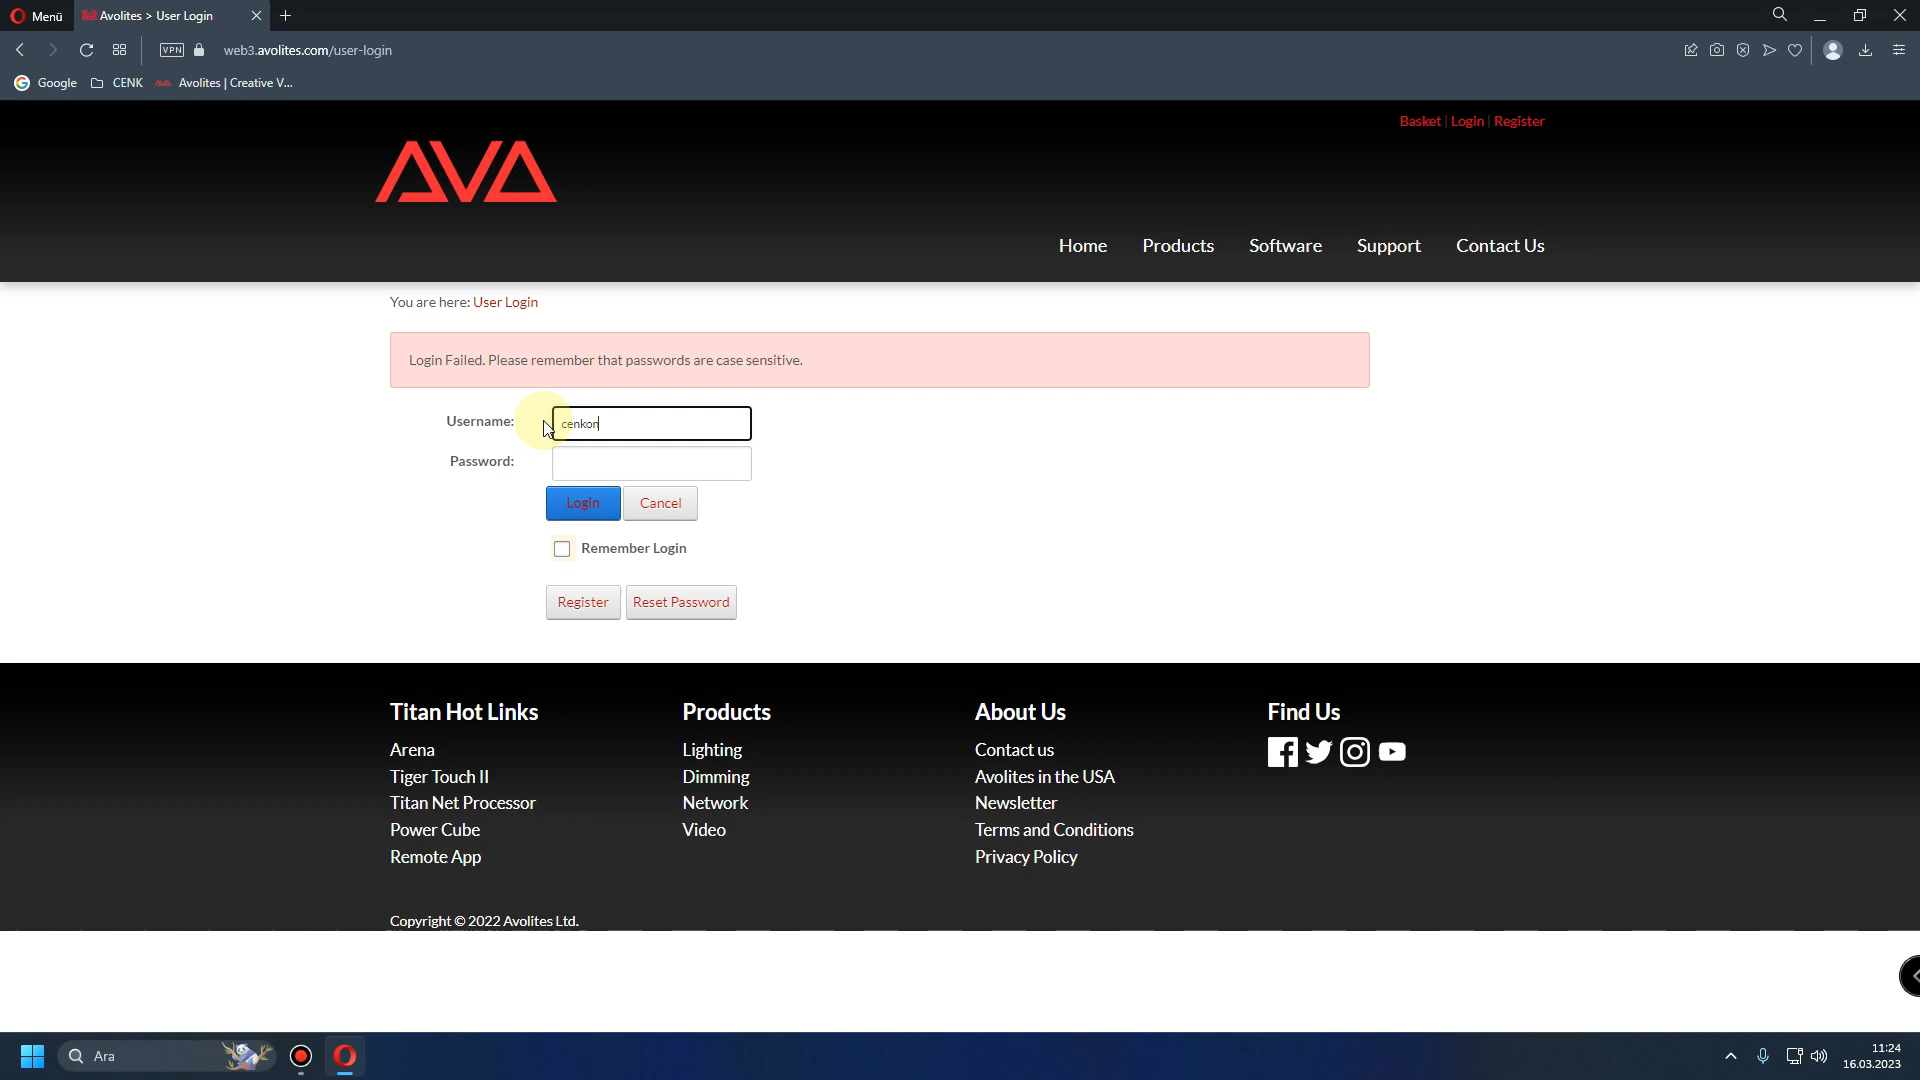 Menü
Avolites > User Login
VPN
web3.avolites.com/user-login
Google
CENK
Avolites | Creative V...
Basket | Login | Register
AVA
Home
Products
Software
Support
Contact Us
You are here: User Login
Login Failed. Please remember that passwords are case sensitive.
Username:
cenkon
Password:
Login
Cancel
Remember Login
Register
Reset Password
Titan Hot Links
Arena
Tiger Touch II
Titan Net Processor
Power Cube
Remote App
Products
Lighting
Dimming
Network
Video
About Us
Contact us
Avolites in the USA
Newsletter
Terms and Conditions
Privacy Policy
Find Us
Copyright © 2022 Avolites Ltd.
Ara
11:24
16.03.2023